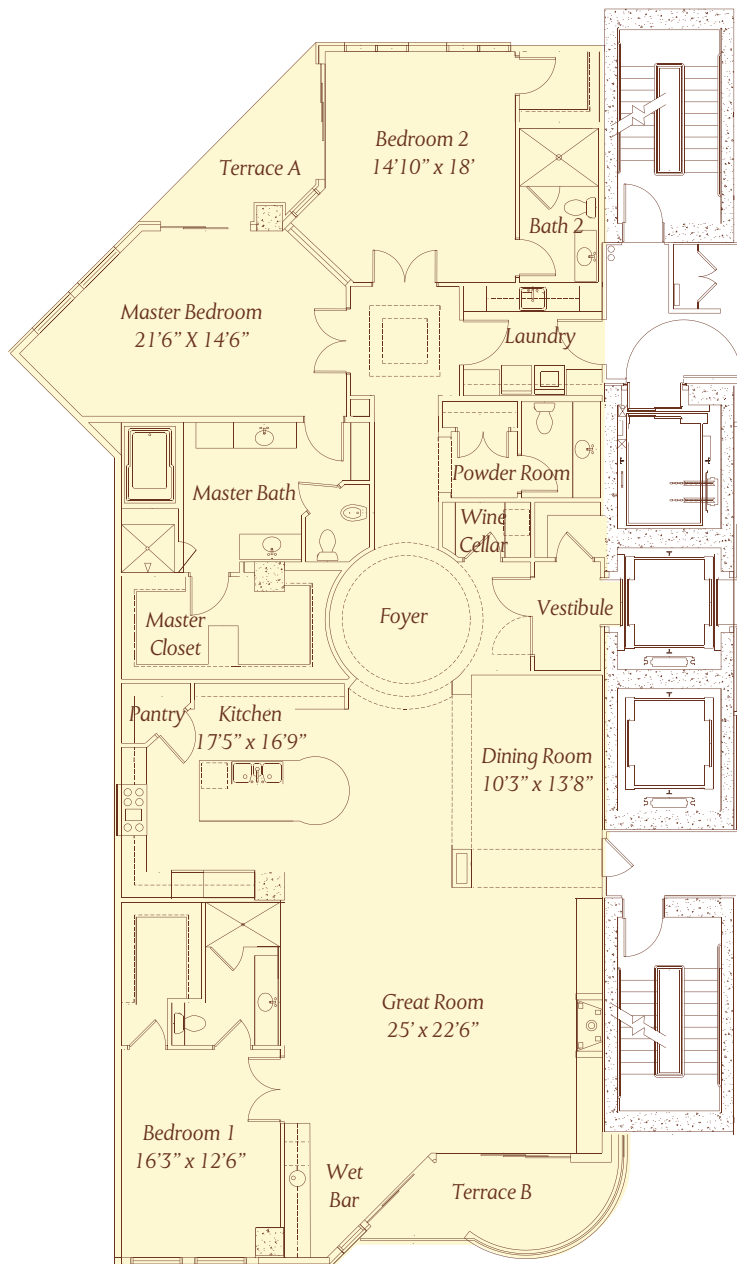 Bedroom 2
14’10” x 18’
Terrace A
Bath 2
Master Bedroom
21’6” X 14’6”
Laundry
Powder Room
Master Bath
Wine
Cellar
Foyer
Vestibule
Master
Closet
Pantry
Kitchen
17’5” x 16’9”
Dining Room
10’3” x 13’8”
Great Room
25’ x 22’6”
Bedroom 1
16’3” x 12’6”
Wet
Bar
Terrace B